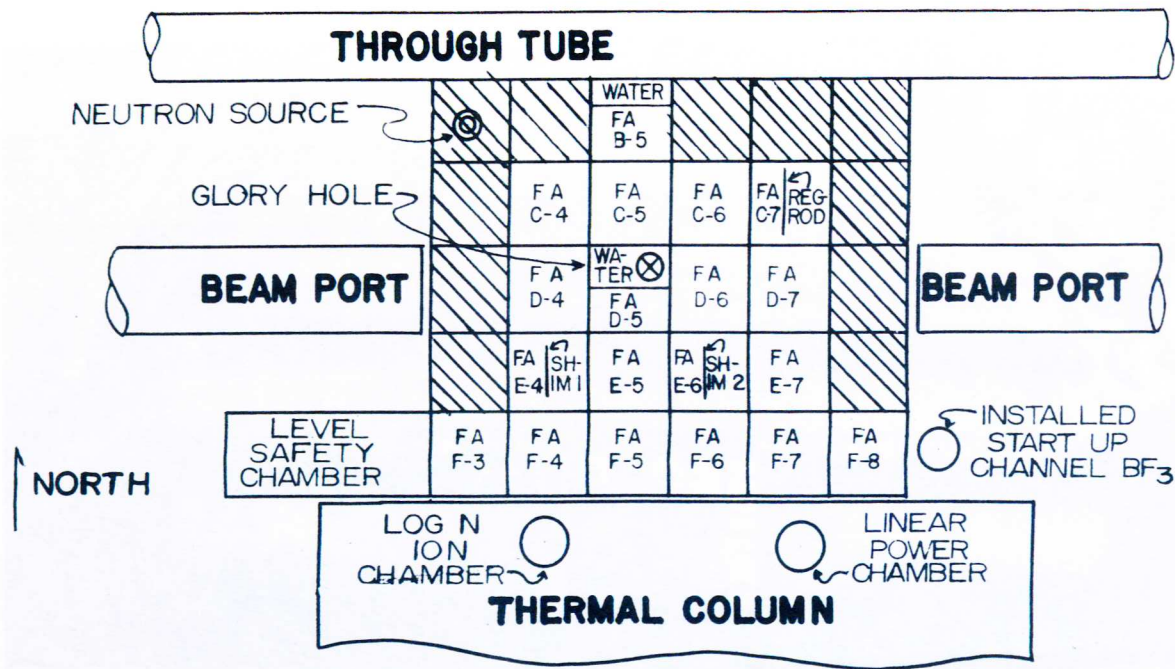 THROUGH TUBE
NEUTRON SOURCE
WATER
FA
B-5
GLORY HOLE
FA
C-4
FA
C-5
FA
C-6
FA
C-7
REG-
ROD
BEAM PORT
FA
D-4
WA-
TER
FA
D-5
FA
D-6
FA
D-7
BEAM PORT
FA
E-4
SH-
IM 1
FA
E-5
FA
E-6
SH-
IM 2
FA
E-7
LEVEL
SAFETY
CHAMBER
FA
F-3
FA
F-4
FA
F-5
FA
F-6
FA
F-7
FA
F-8
INSTALLED
START UP
CHANNEL BF3
NORTH
LOG N
ION
CHAMBER
LINEAR
POWER
CHAMBER
THERMAL COLUMN